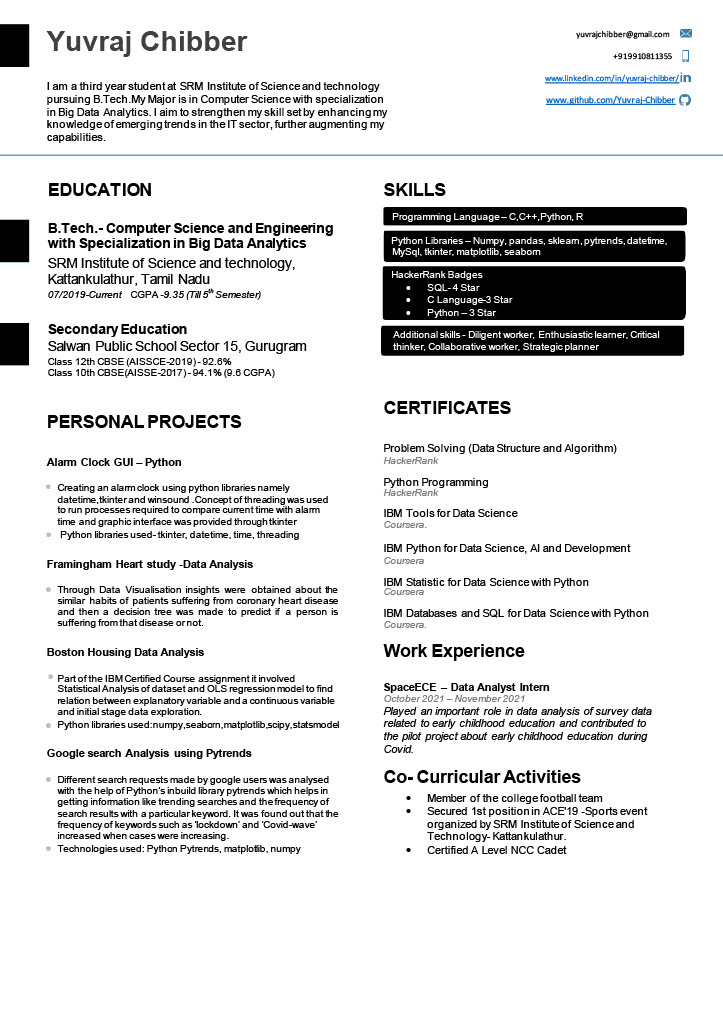 Yuvraj Chibber
I am a third year student at SRM Institute of Science and technology
pursuing B.Tech.My Major is in Computer Science with specialization
in Big Data Analytics. I aim to strengthen my skill set by enhancing my
knowledge of emerging trends in the IT sector, further augmenting my
capabilities.
yuvrajchibber@gmail.com
+919910811355
www.linkedin.com/in/yuvraj-chibber/
www.github.com/Yuvraj-Chibber
EDUCATION
B.Tech.- Computer Science and Engineering
with Specialization in Big Data Analytics
SRM Institute of Science and technology,
Kattankulathur, Tamil Nadu
07/2019-Current CGPA -9.35 (Till 5th Semester)
Secondary Education
Salwan Public School Sector 15, Gurugram
Class 12th CBSE (AISSCE-2019) - 92.6%
Class 10th CBSE(AISSE-2017) - 94.1% (9.6 CGPA)
PERSONAL PROJECTS
Alarm Clock GUI – Python
Creating an alarm clock using python libraries namely
datetime,tkinter and winsound .Concept of threading was used
to run processes required to compare current time with alarm
time and graphic interface was provided through tkinter
Python libraries used- tkinter, datetime, time, threading
Framingham Heart study -Data Analysis
Through Data Visualisation insights were obtained about the
similar habits of patients suffering from coronary heart disease
and then a decision tree was made to predict if a person is
suffering from that disease or not.
Boston Housing Data Analysis
Part of the IBM Certified Course assignment it involved
Statistical Analysis of dataset and OLS regression model to find
relation between explanatory variable and a continuous variable
and initial stage data exploration.
Python libraries used:numpy,seaborn,matplotlib,scipy,statsmodel
Google search Analysis using Pytrends
Different search requests made by google users was analysed
with the help of Python's inbuild library pytrends which helps in
getting information like trending searches and the frequency of
search results with a particular keyword. It was found out that the
frequency of keywords such as 'lockdown' and 'Covid-wave'
increased when cases were increasing.
Technologies used: Python Pytrends, matplotlib, numpy
SKILLS
Programming Language – C,C++,Python, R
Python Libraries – Numpy, pandas, sklearn, pytrends, datetime,
MySql, tkinter, matplotlib, seaborn
HackerRank Badges
• SQL- 4 Star
• C Language-3 Star
• Python – 3 Star
Additional skills - Diligent worker, Enthusiastic learner, Critical
thinker, Collaborative worker, Strategic planner
CERTIFICATES
Problem Solving (Data Structure and Algorithm)
HackerRank
Python Programming
HackerRank
IBM Tools for Data Science
Coursera.
IBM Python for Data Science, AI and Development
Coursera
IBM Statistic for Data Science with Python
Coursera
IBM Databases and SQL for Data Science with Python
Coursera.
Work Experience
SpaceECE – Data Analyst Intern
October 2021 – November 2021
Played an important role in data analysis of survey data
related to early childhood education and contributed to
the pilot project about early childhood education during
Covid.
Co- Curricular Activities
• Member of the college football team
• Secured 1st position in ACE'19 -Sports event
organized by SRM Institute of Science and
Technology- Kattankulathur.
• Certified A Level NCC Cadet